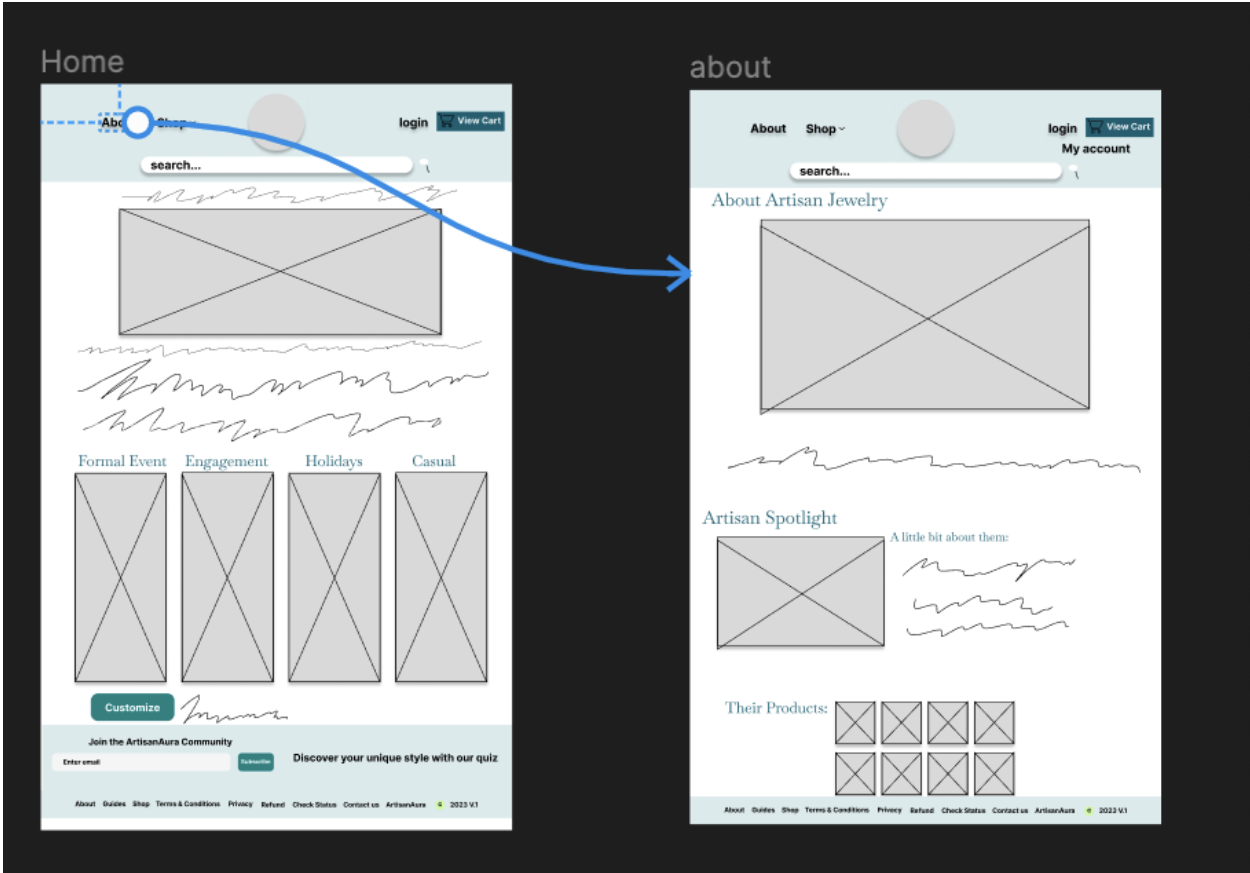 Home
About Shop login View Cart
search...
Formal Event Engagement Holidays Casual
Customize
Join the ArtisanAura Community
Enter email Subscribe
Discover your unique style with our quiz
About Guides Shop Terms & Conditions Privacy Refund Check Status Contact us ArtisanAura © 2023 V.1
about
About Shop login View Cart
My account
search...
About Artisan Jewelry
Artisan Spotlight
A little bit about them:
Their Products:
About Guides Shop Terms & Conditions Privacy Refund Check Status Contact us ArtisanAura © 2023 V.1